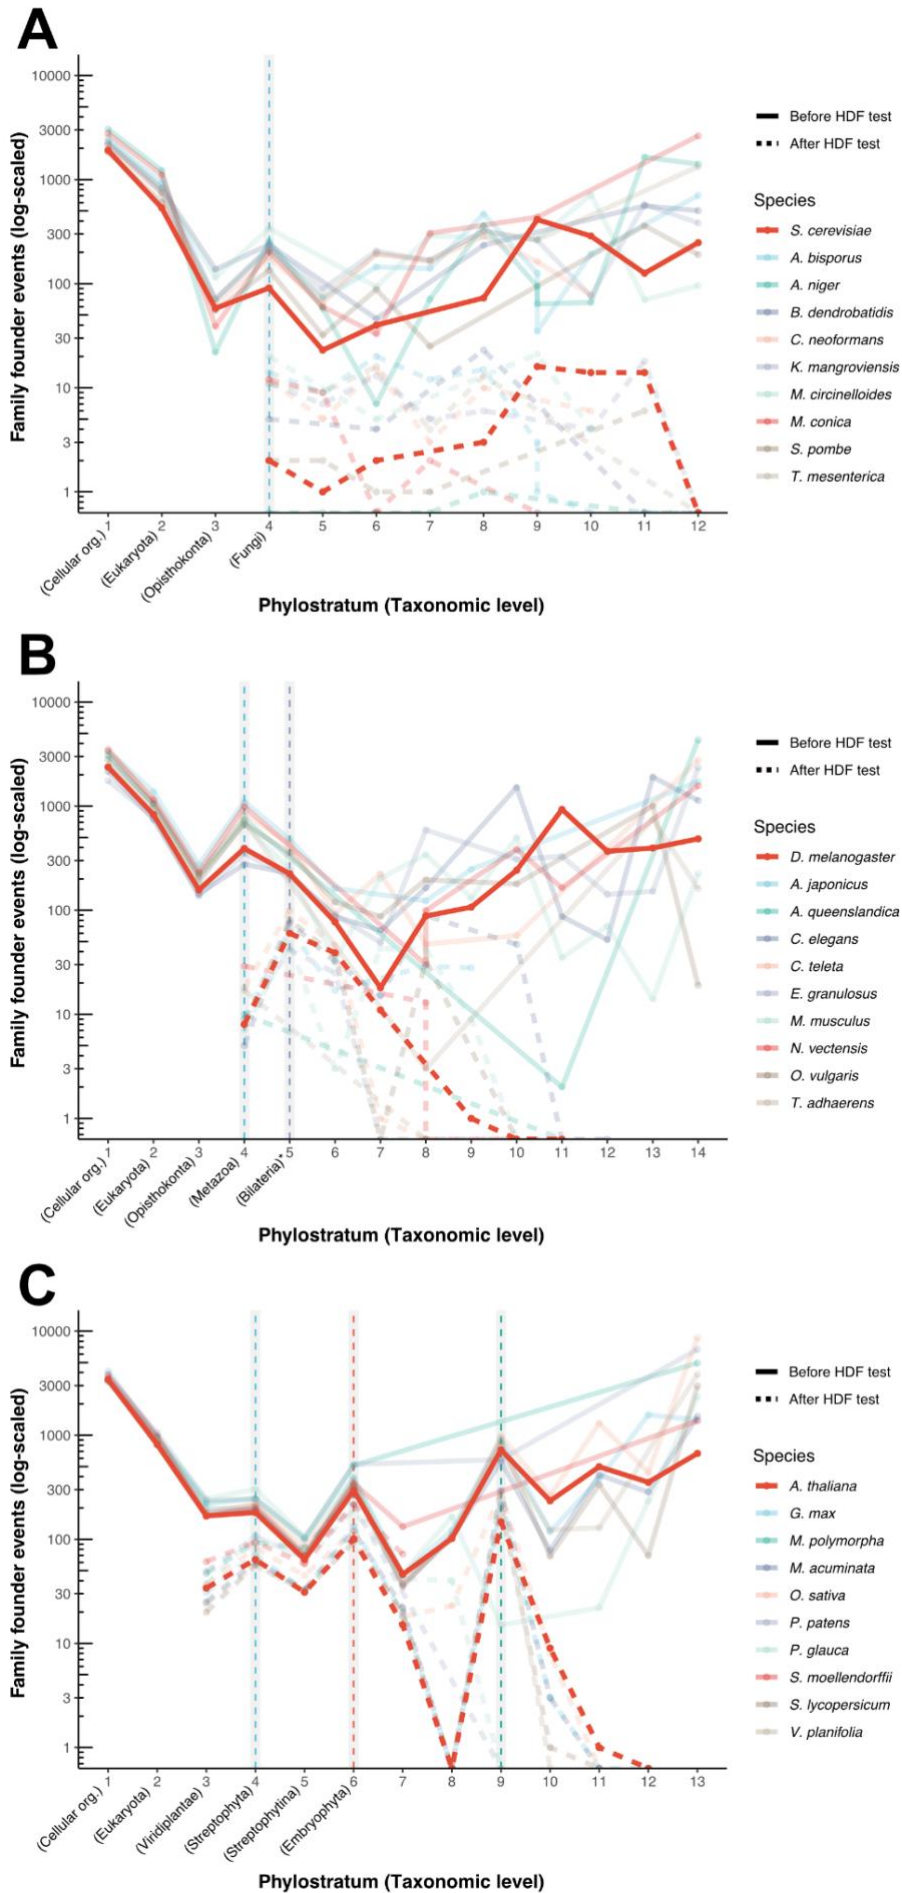 A
10000
3000
1000
300
100
30
10
3
1
Family founder events (log-scaled)
1 2 3 4 5 6 7 8 9 10 11 12
(Cellular org.)
(Eukaryota)
(Opisthokonta)
(Fungi)
Phylostratum (Taxonomic level)
Before HDF test
After HDF test
Species
S. cerevisiae
A. bisporus
A. niger
B. dendrobatidis
C. neoformans
K. mangroviensis
M. circinelloides
M. conica
S. pombe
T. mesenterica
B
10000
3000
1000
300
100
30
10
3
1
Family founder events (log-scaled)
1 2 3 4 5 6 7 8 9 10 11 12 13 14
(Cellular org.)
(Eukaryota)
(Opisthokonta)
(Metazoa)
(Bilateria)*
Phylostratum (Taxonomic level)
Before HDF test
After HDF test
Species
D. melanogaster
A. japonicus
A. queenslandica
C. elegans
C. teleta
E. granulosus
M. musculus
N. vectensis
O. vulgaris
T. adhaerens
C
10000
3000
1000
300
100
30
10
3
1
Family founder events (log-scaled)
1 2 3 4 5 6 7 8 9 10 11 12 13
(Cellular org.)
(Eukaryota)
(Viridiplantae)
(Streptophyta)
(Streptophytina)
(Embryophyta)
Phylostratum (Taxonomic level)
Before HDF test
After HDF test
Species
A. thaliana
G. max
M. polymorpha
M. acuminata
O. sativa
P. patens
P. glauca
S. moellendorffii
S. lycopersicum
V. planifolia